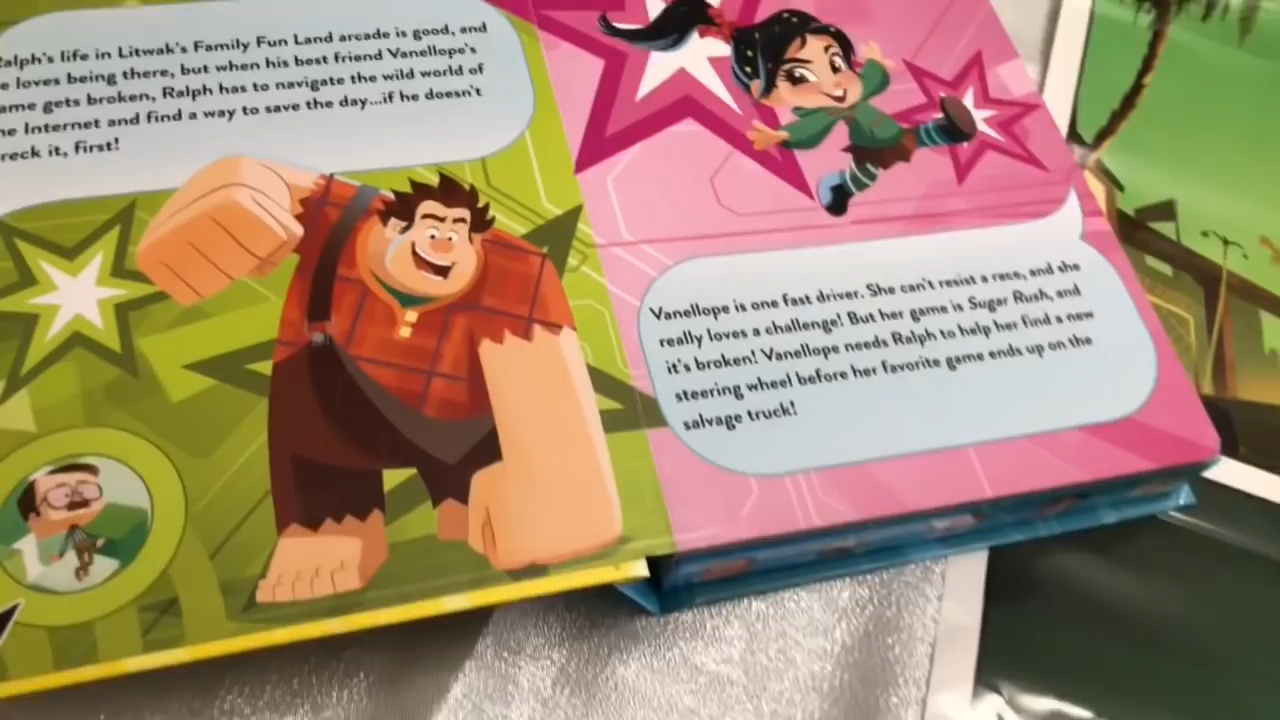 Ralph's life in Litwak's Family Fun Land arcade is good, and
e loves being there, but when his best friend Vanellope's
ame gets broken, Ralph has to navigate the wild world of
he Internet and find a way to save the day...if he doesn't
reck it, first!
Vanellope is one fast driver. She can't resist a race, and she
really loves a challenge! But her game is Sugar Rush, and
it's broken! Vanellope needs Ralph to help her find a new
steering wheel before her favorite game ends up on the
salvage truck!